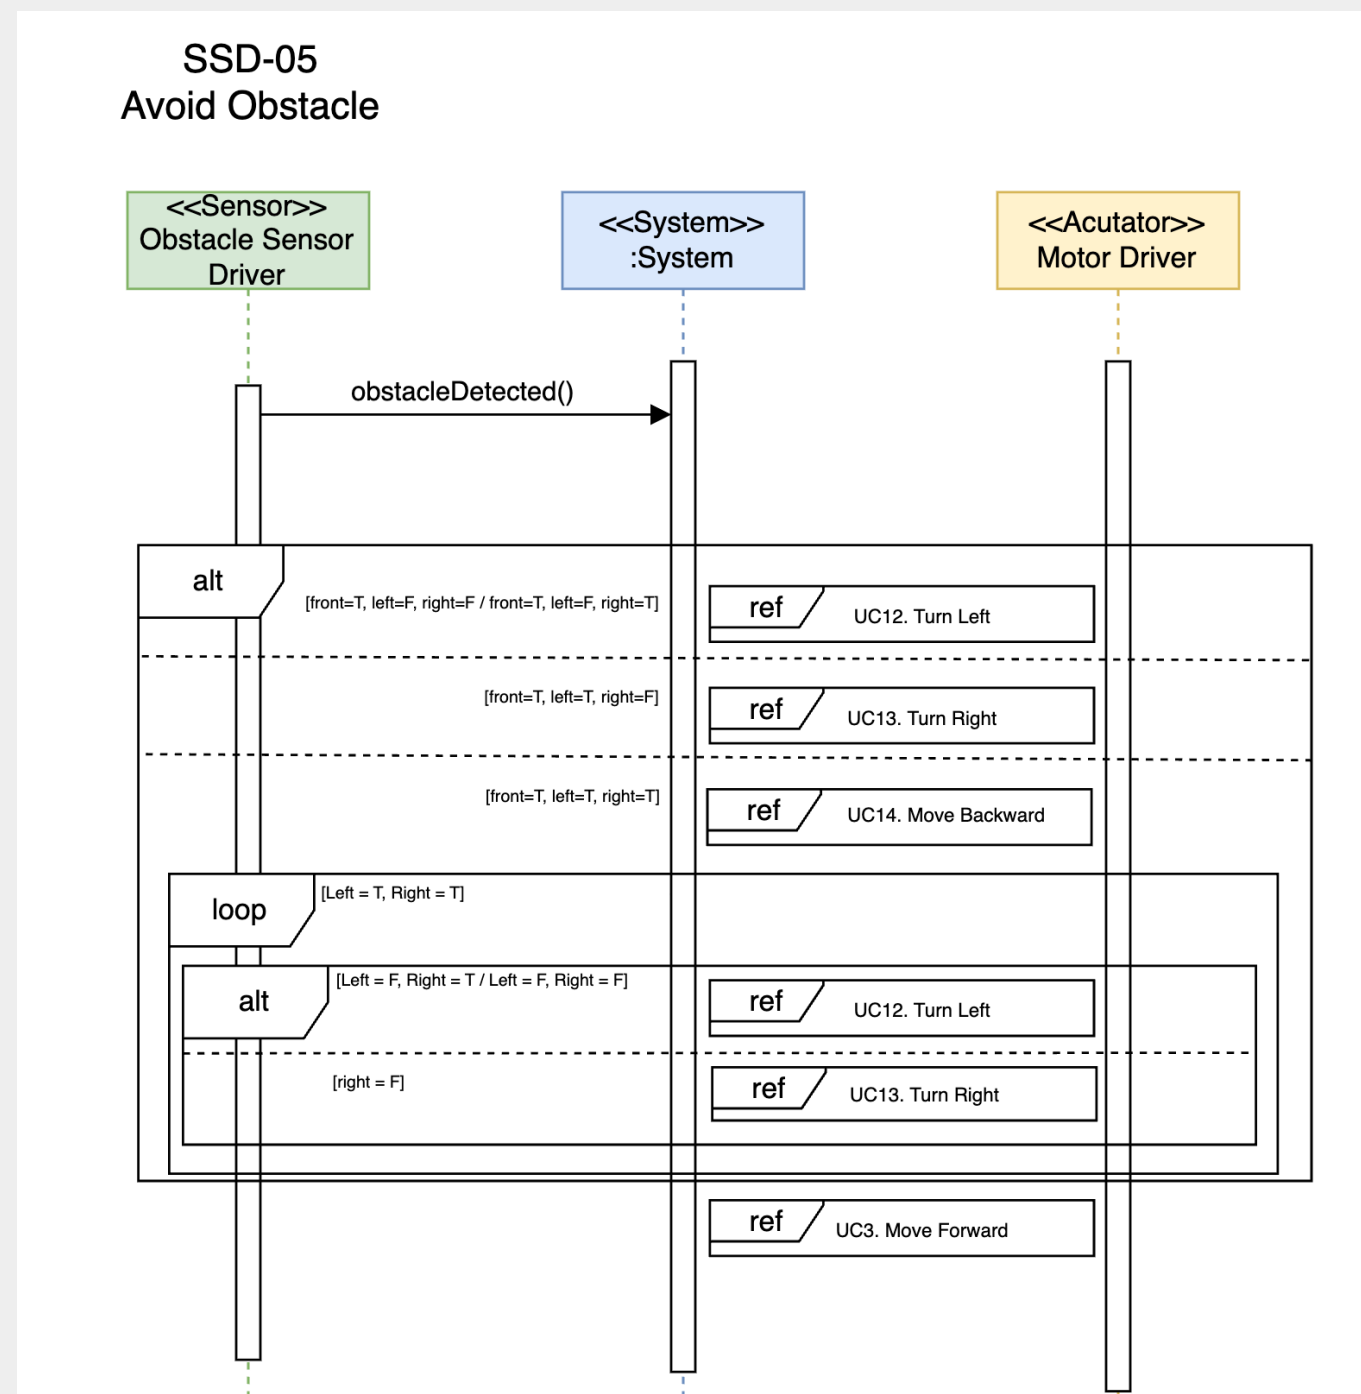 SSD-05
Avoid Obstacle
<<Sensor>>
Obstacle Sensor
Driver
<<System>>
:System
<<Acutator>>
Motor Driver
obstacleDetected()
alt
[front=T, left=F, right=F / front=T, left=F, right=T]
ref
UC12. Turn Left
[front=T, left=T, right=F]
ref
UC13. Turn Right
[front=T, left=T, right=T]
ref
UC14. Move Backward
loop
[Left = T, Right = T]
alt
[Left = F, Right = T / Left = F, Right = F]
ref
UC12. Turn Left
[right = F]
ref
UC13. Turn Right
ref
UC3. Move Forward